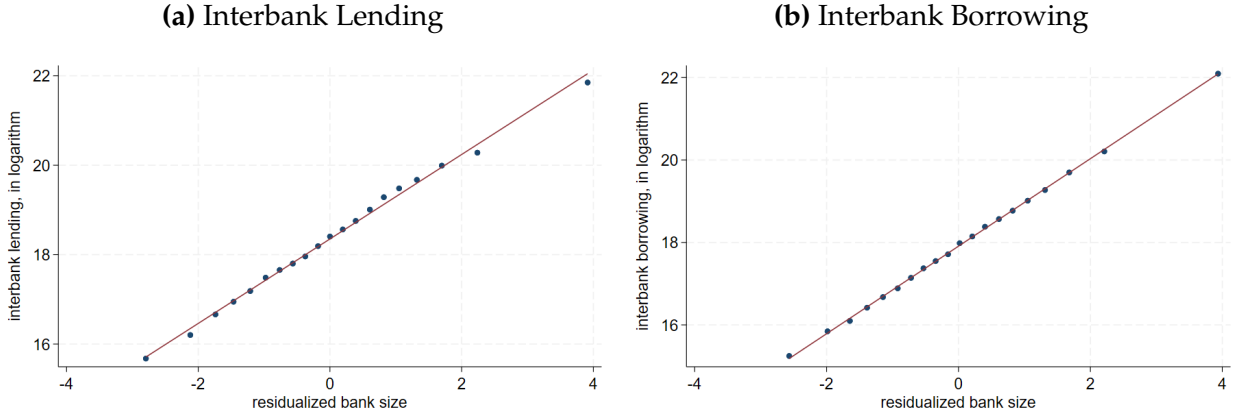 (a) Interbank Lending
interbank lending, in logarithm
22
20
18
16
-4 -2 0 2 4
residualized bank size
(b) Interbank Borrowing
interbank borrowing, in logarithm
22
20
18
16
-4 -2 0 2 4
residualized bank size